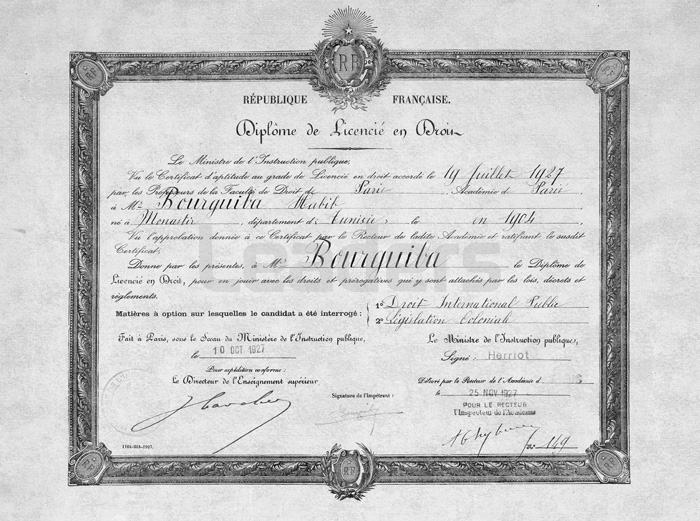 RF
RÉPUBLIQUE FRANÇAISE.
Diplôme de Licencié en Droit
Le Ministre de l'Instruction publique,
Vu le Certificat d'aptitude au grade de Licencié en droit accordé le 19 Juillet 1927
par les Professeurs de la Faculté de Droit de Paris, Académie de Paris
à Mr Bourguiba Habib
né à Monastir, département d Tunisie, le en 1904,
Vu l'approbation donnée à ce Certificat par le Recteur de ladite Académie et ratifiant le susdit
Certificat;
Donne par les présentes, à Mr Bourguiba le Diplôme de
Licencié en Droit, pour en jouir avec les droits et prérogatives qui y sont attachés par les lois, décrets et
règlements.
Matières à option sur lesquelles le candidat a été interrogé :
1º Droit International Public
2º Législation Coloniale
Fait à Paris, sous le Sceau du Ministère de l'Instruction publique,
le 10 OCT. 1927
Le Ministre de l'Instruction publique,
Signé: Herriot
Pour expédition conforme:
Le Directeur de l'Enseignement supérieur
Signature de l'Impétrant:
Délivré par le Recteur de l'Académie d
le 25 NOV 1927
POUR LE RECTEUR
l'Inspecteur de l'Académie
149